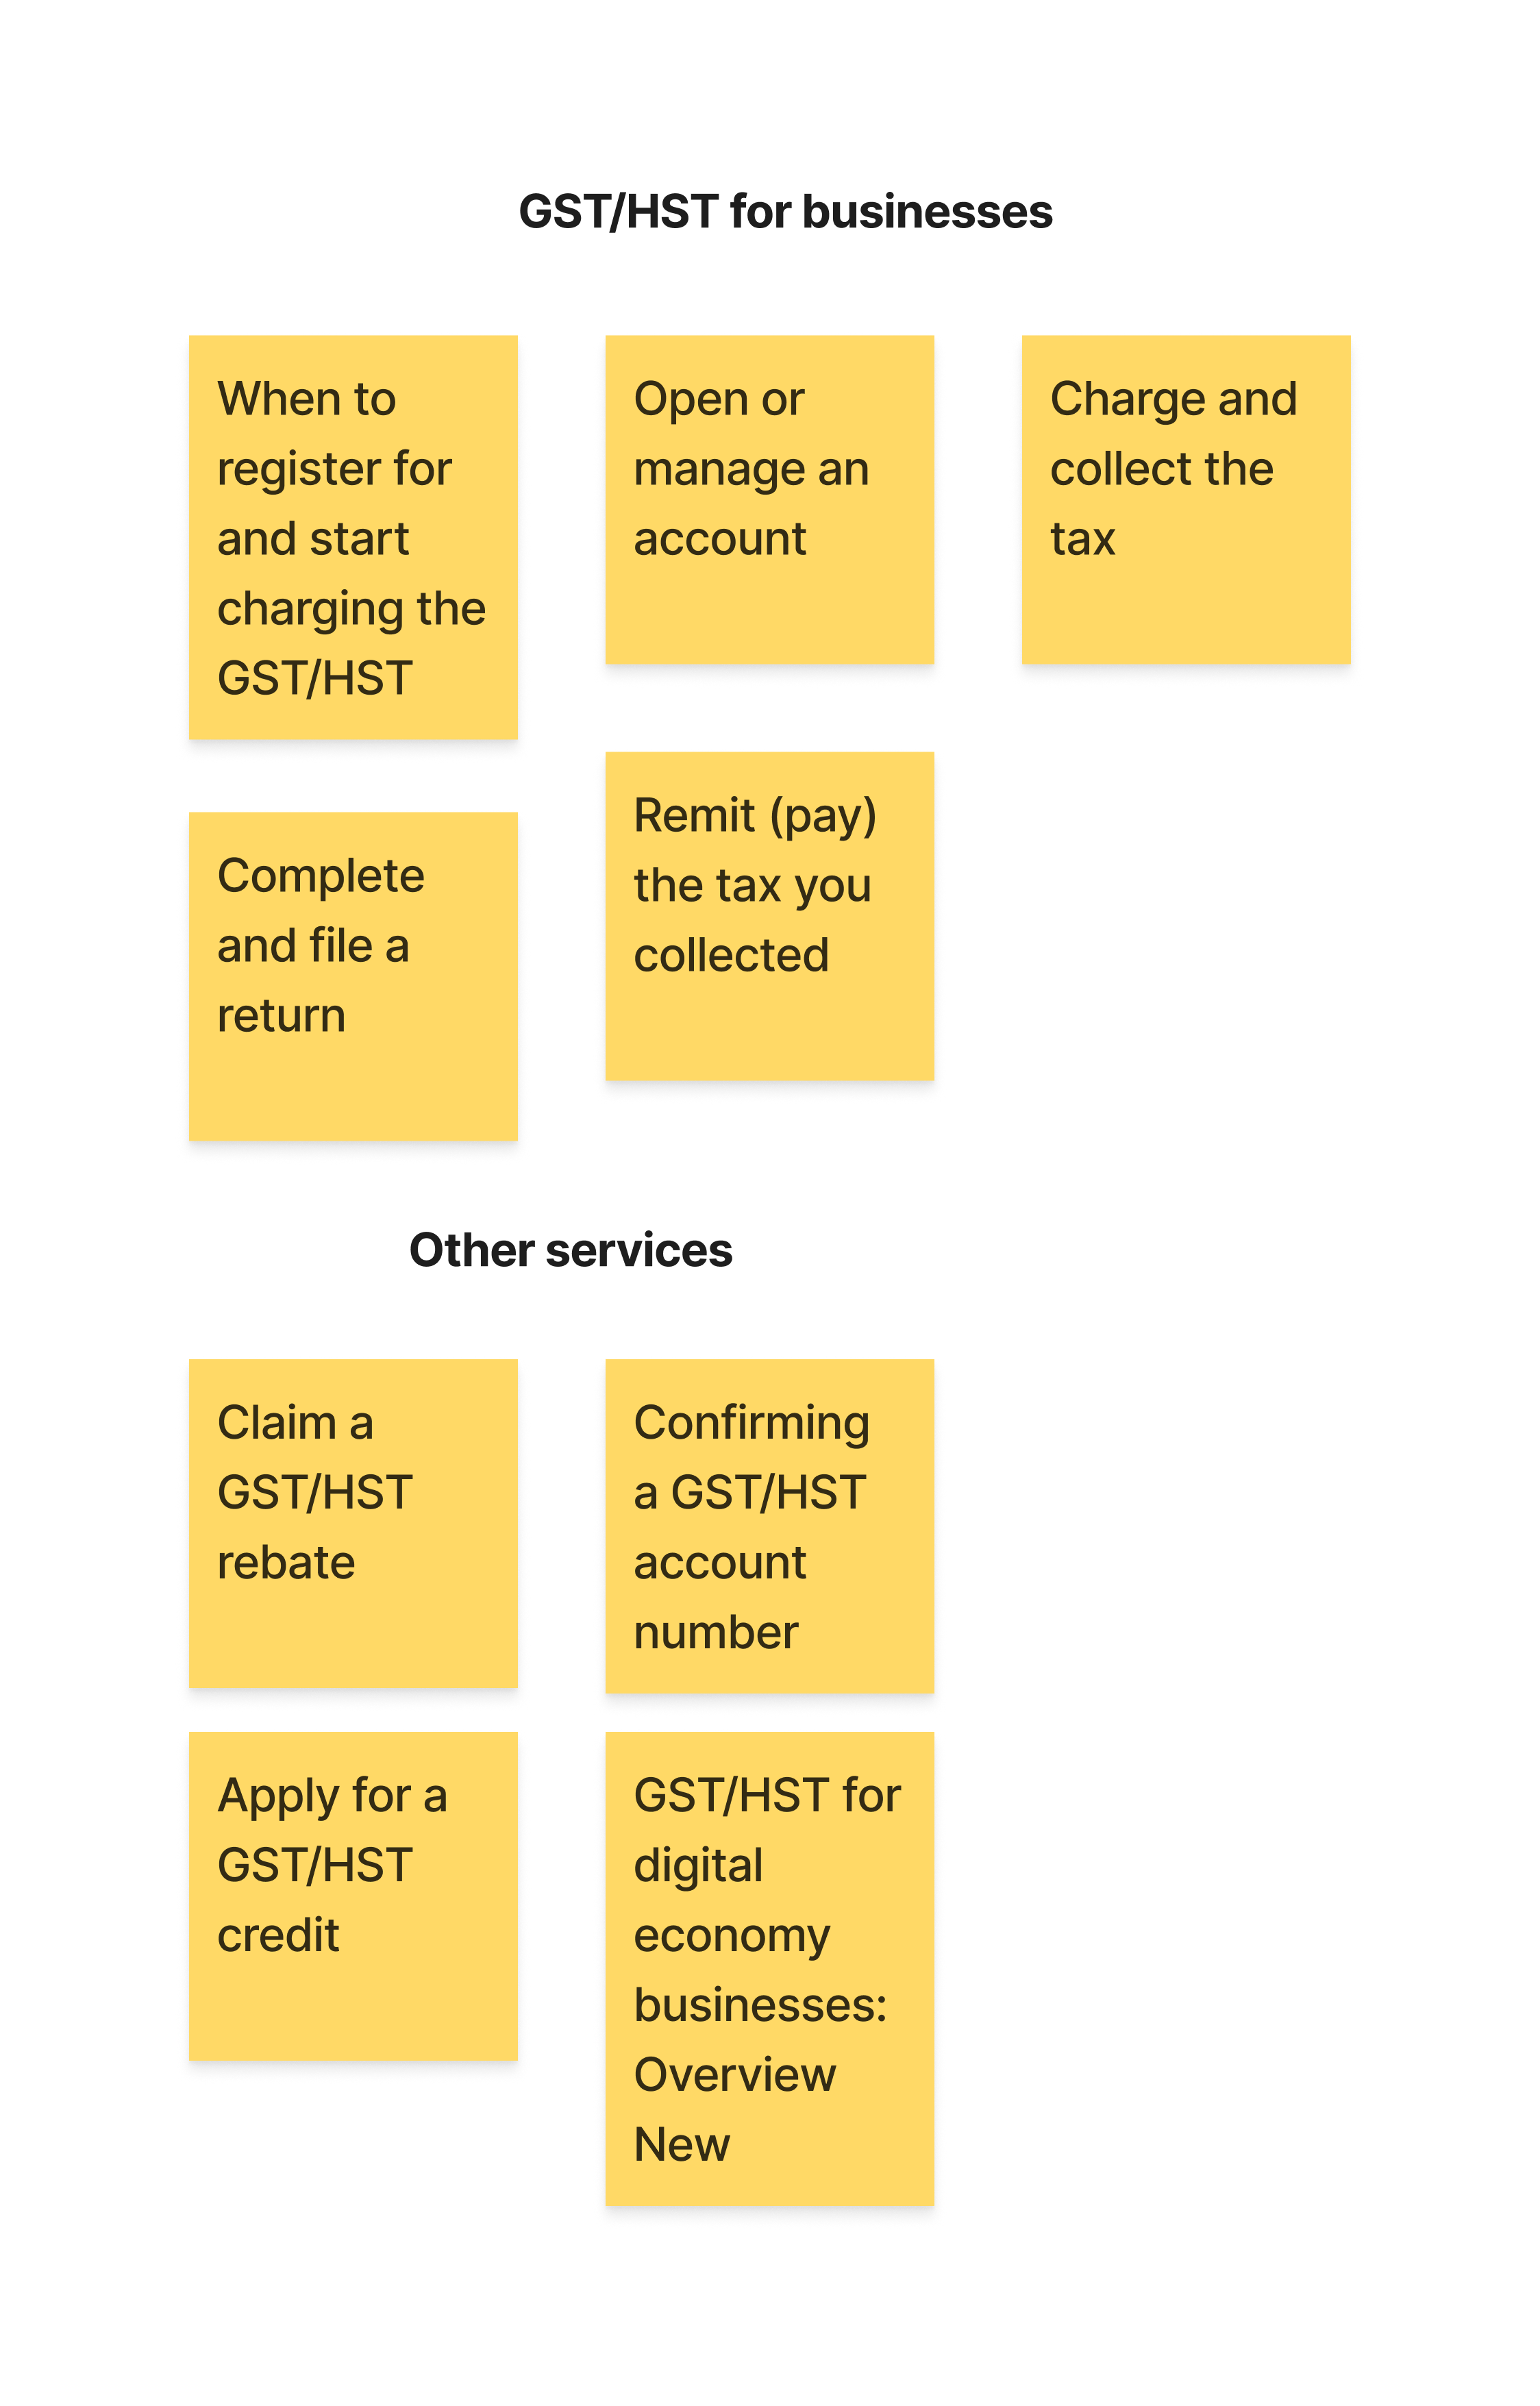 GST/HST for businesses
When to
register for
and start
charging the
GST/HST
Open or
manage an
account
Charge and
collect the
tax
Complete
and file a
return
Remit (pay)
the tax you
collected
Other services
Claim a
GST/HST
rebate
Confirming
a GST/HST
account
number
Apply for a
GST/HST
credit
GST/HST for
digital
economy
businesses:
Overview
New